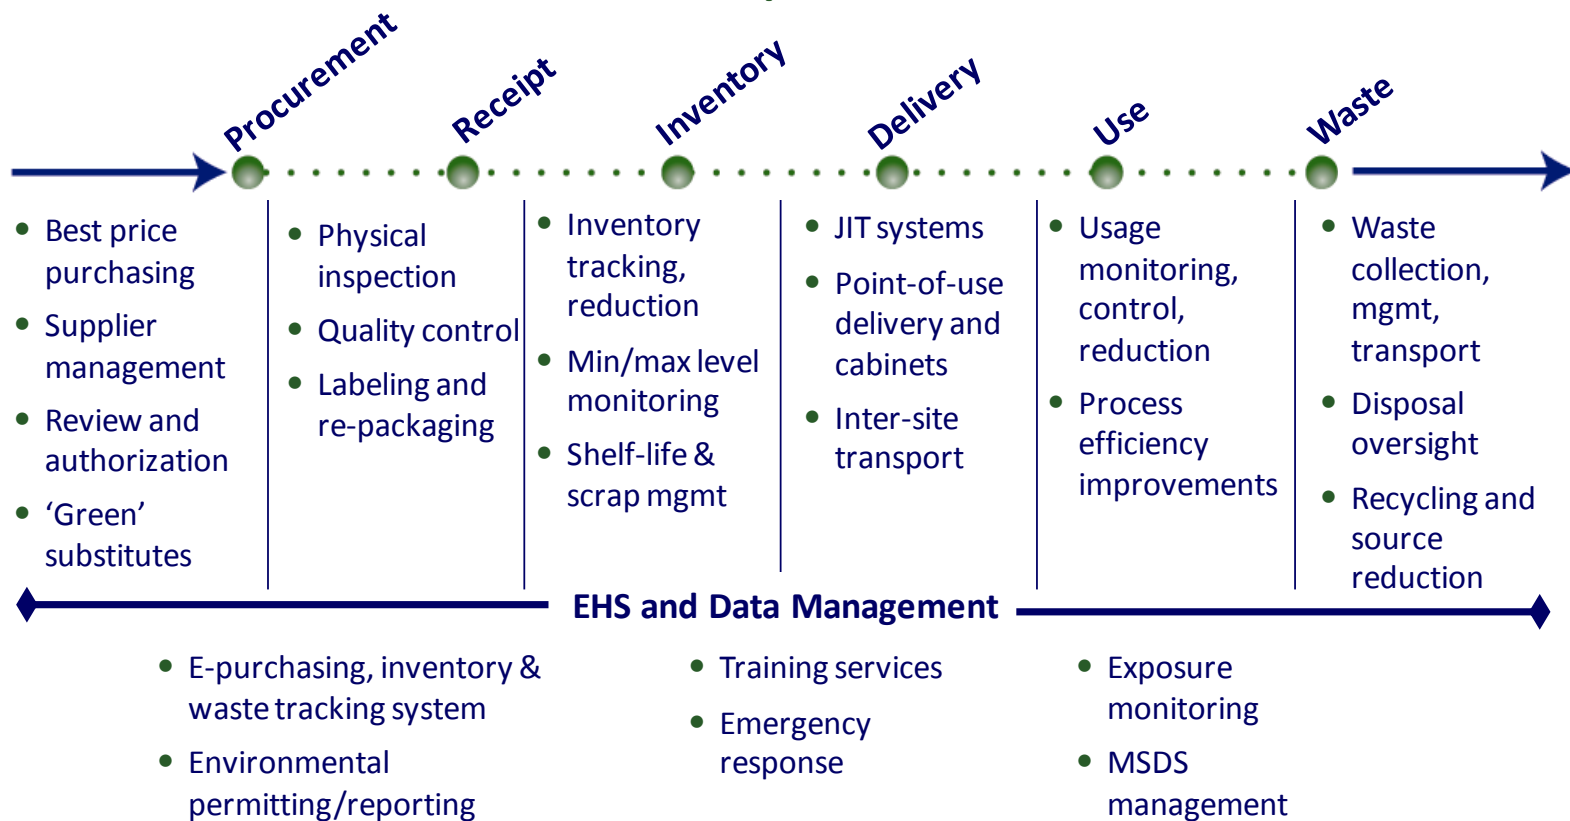 Procurement
Receipt
Inventory
Delivery
Use
Waste
• Best price
purchasing
• Supplier
management
• Review and
authorization
• ‘Green’
substitutes
• Physical
inspection
• Quality control
• Labeling and
re-packaging
• Inventory
tracking,
reduction
• Min/max level
monitoring
• Shelf-life &
scrap mgmt
• JIT systems
• Point-of-use
delivery and
cabinets
• Inter-site
transport
• Usage
monitoring,
control,
reduction
• Process
efficiency
improvements
• Waste
collection,
mgmt,
transport
• Disposal
oversight
• Recycling and
source
reduction
EHS and Data Management
• E-purchasing, inventory &
waste tracking system
• Environmental
permitting/reporting
• Training services
• Emergency
response
• Exposure
monitoring
• MSDS
management